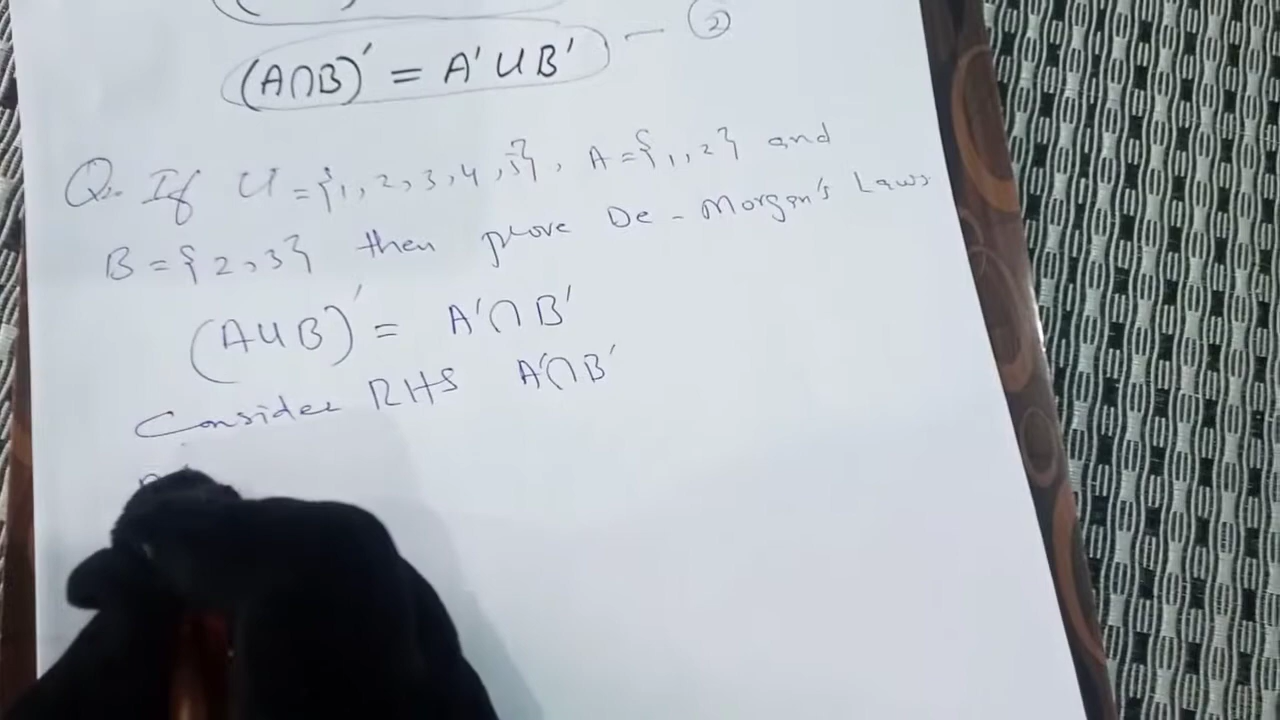 (A∩B)' = A'∪B' — ②
Q. If U = {1, 2, 3, 4, 5}, A = {1, 2} and
B = {2, 3} then prove De-Morgan's Laws
(A∪B)' = A'∩B'
Consider RHS A'∩B'